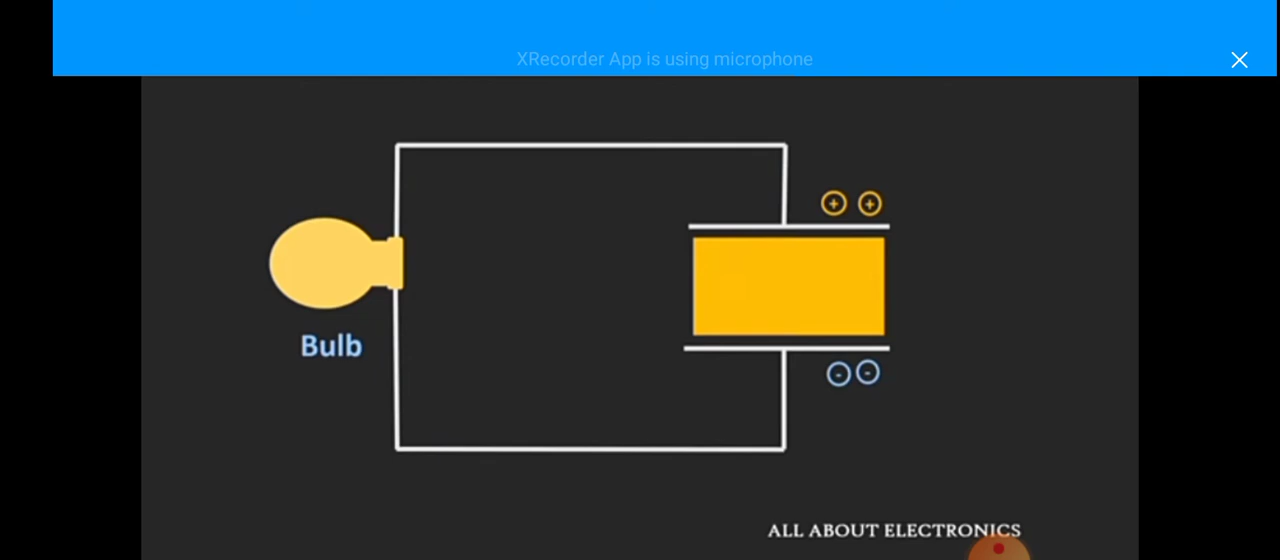 XRecorder App is using microphone
+ +
Bulb
- -
ALL ABOUT ELECTRONICS